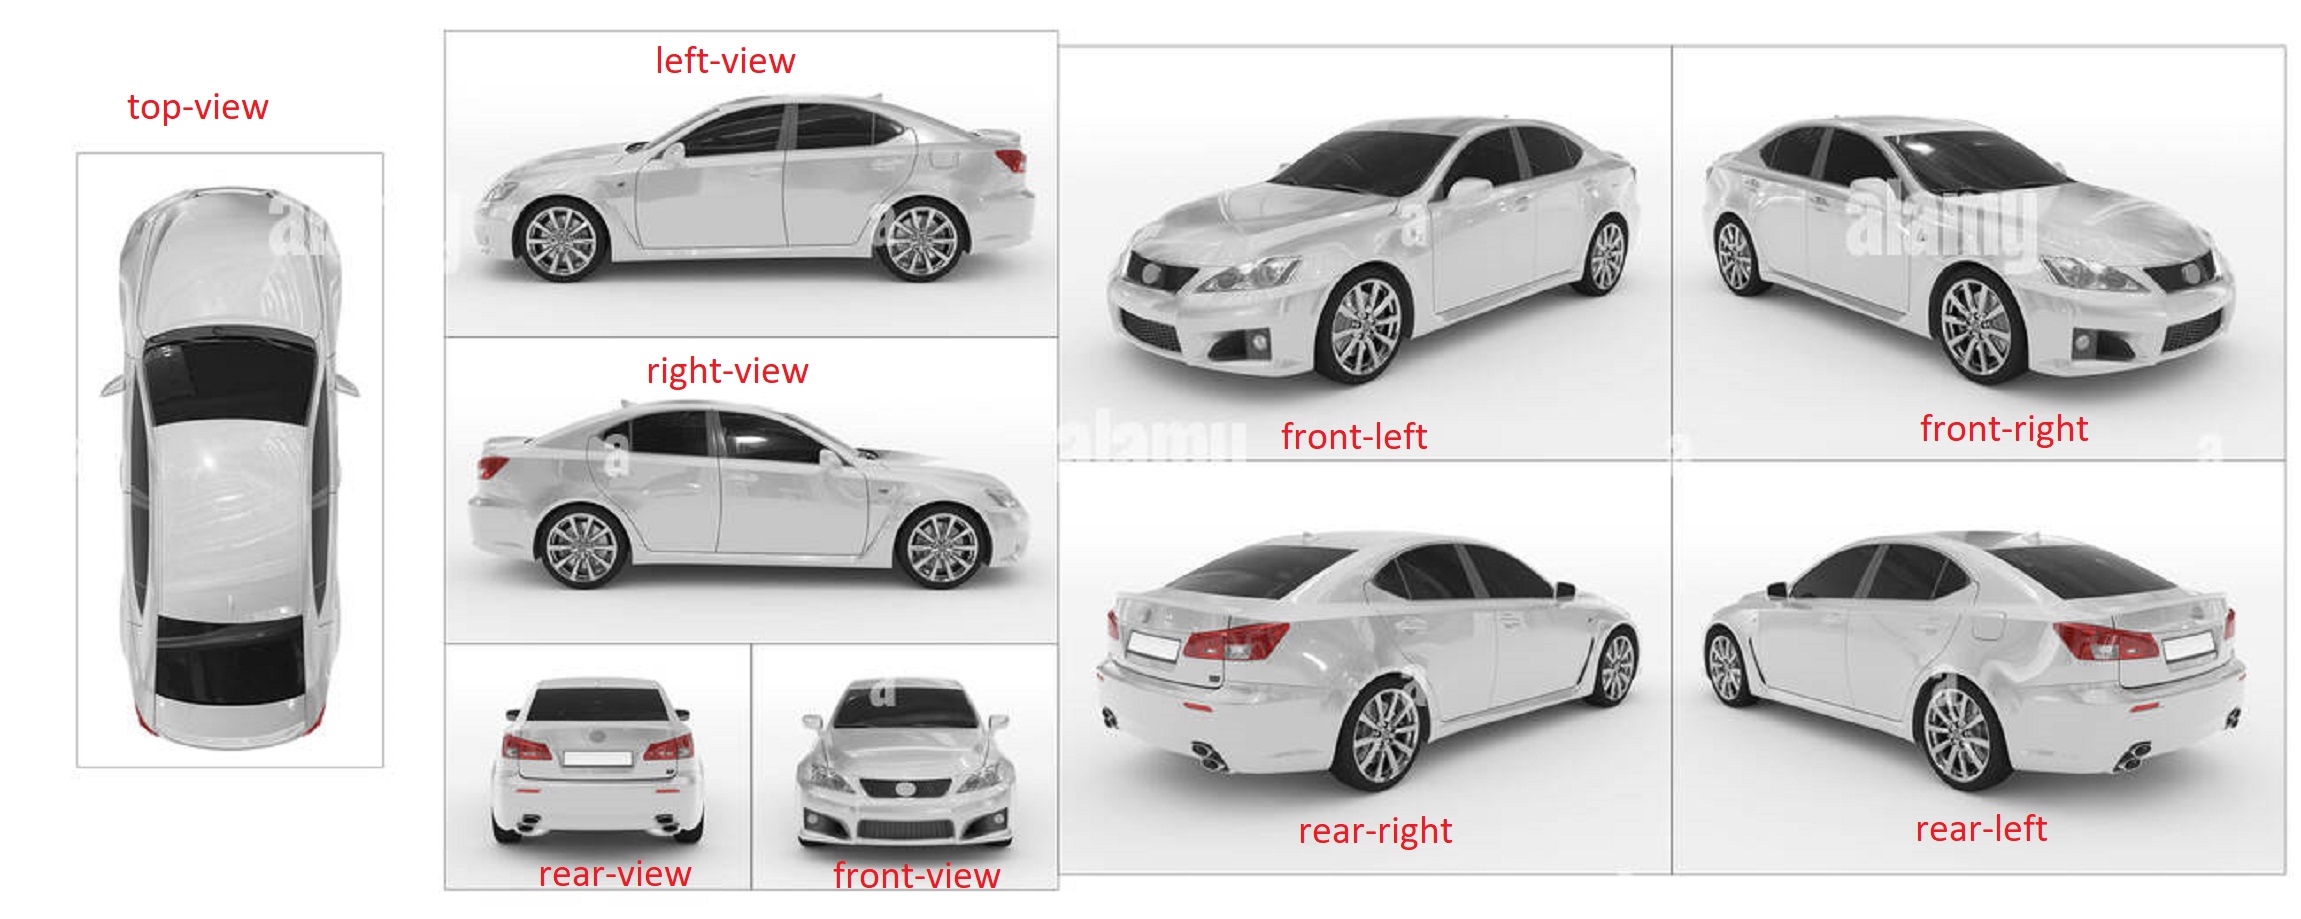 top-view
left-view
right-view
rear-view
front-view
front-left
front-right
rear-right
rear-left
alamy
alamy
a
a
a
a
a
a
a
a